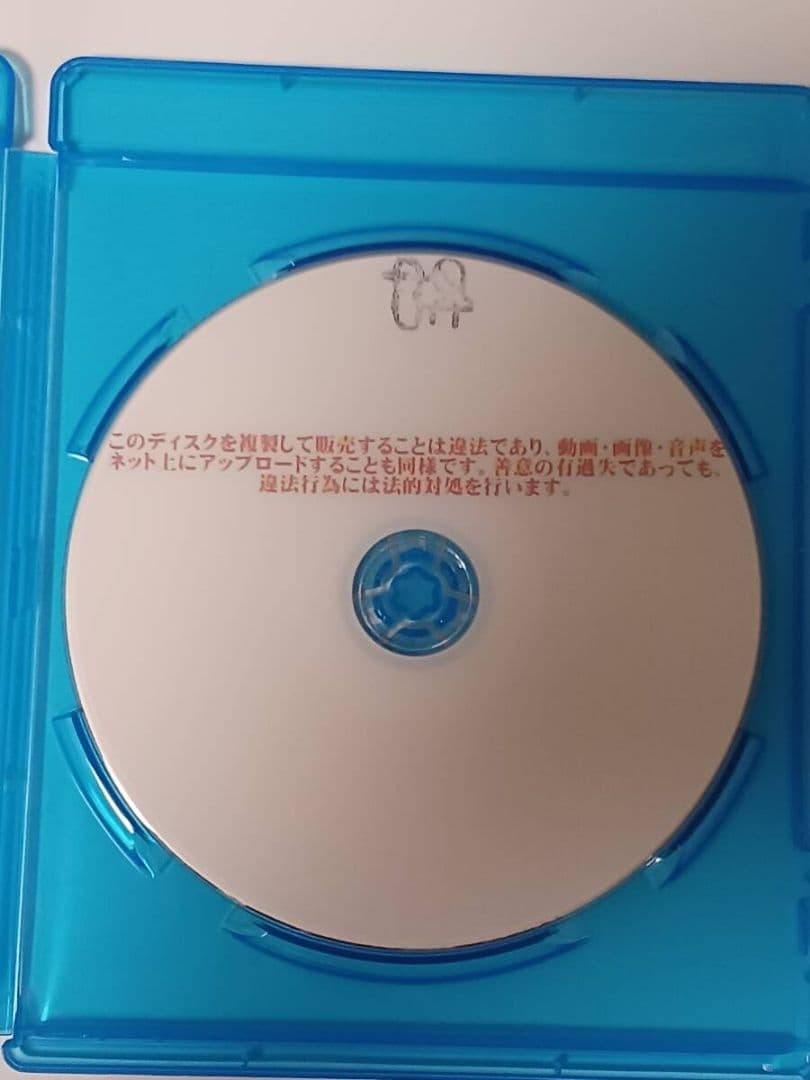 このディスクを複製して販売することは違法であり、動画・画像・音声を
ネット上にアップロードすることも同様です。善意の有過失であっても、
違法行為には法的対処を行います。